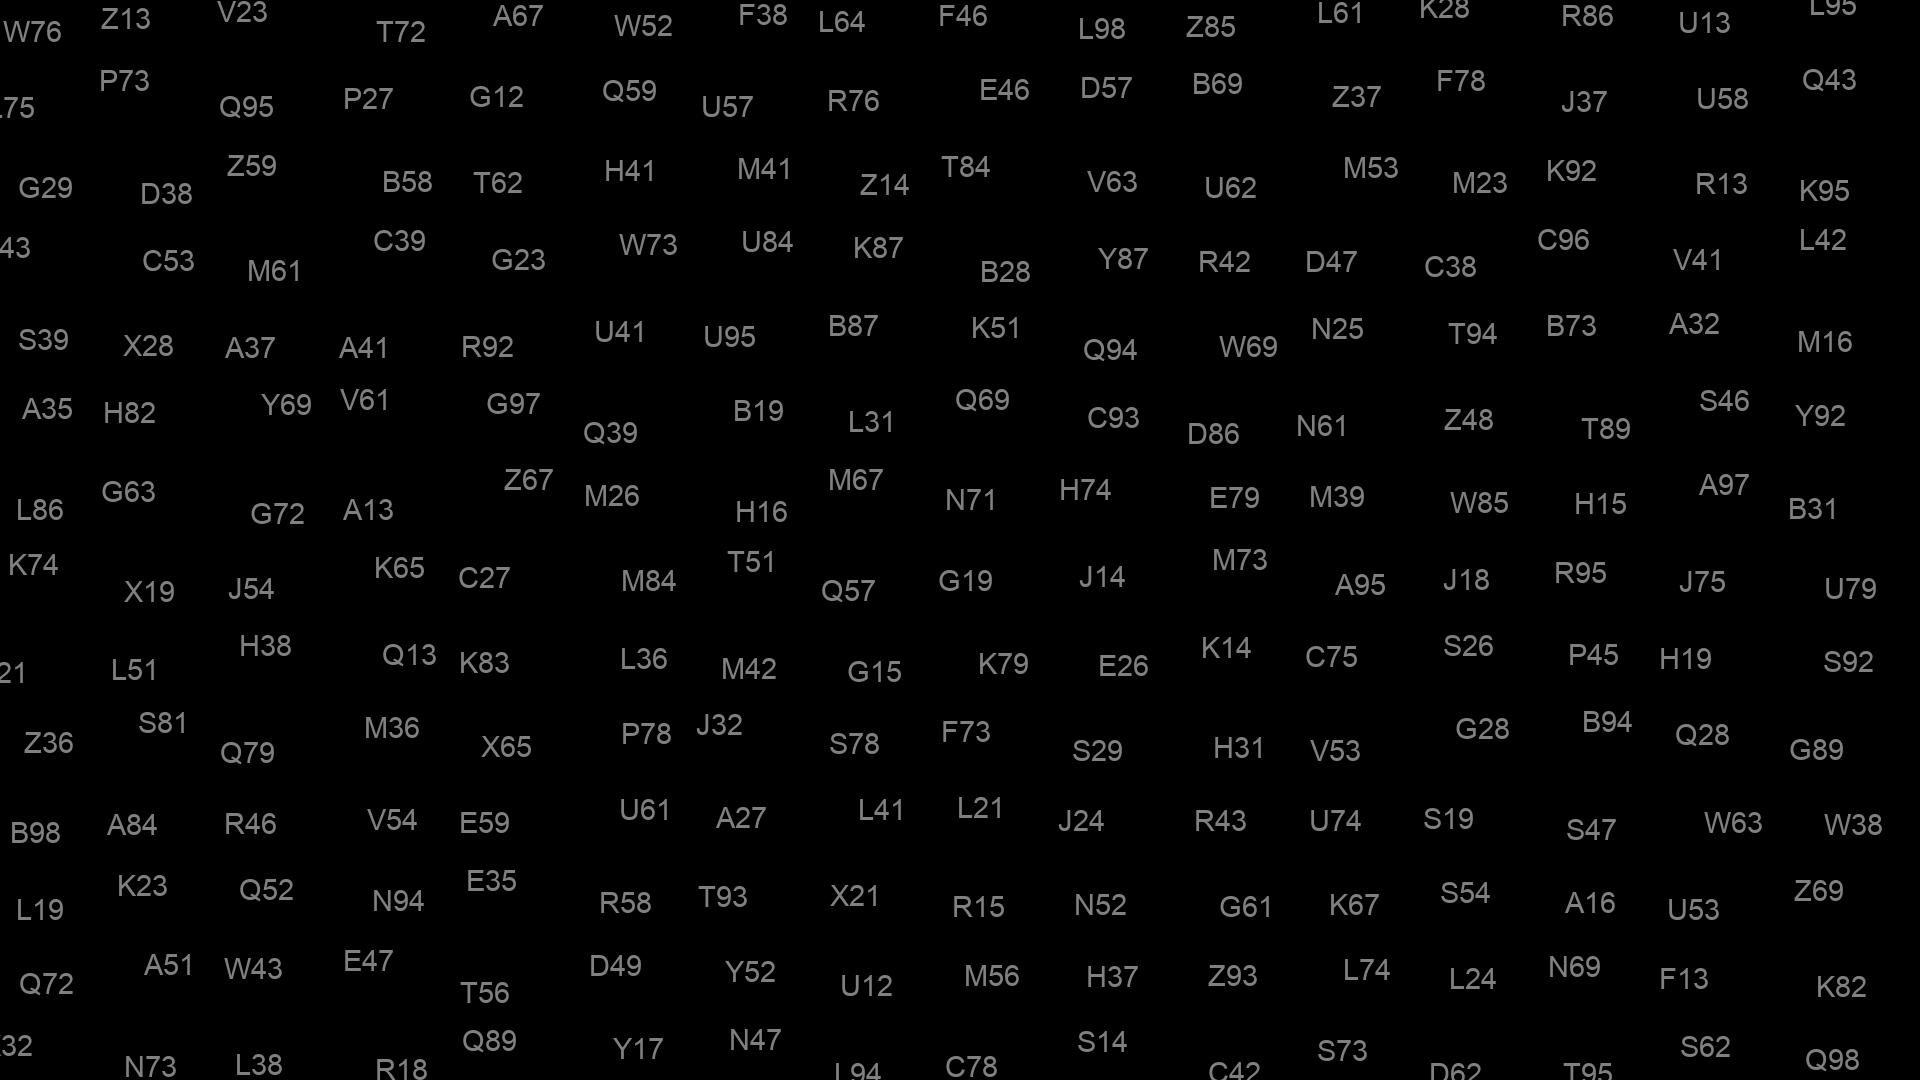 W76 Z13 V23 T72 A67 W52 F38 L64 F46 L98 Z85 L61 K28 R86 U13 L95
75 P73 Q95 P27 G12 Q59 U57 R76 E46 D57 B69 Z37 F78 J37 U58 Q43
G29 D38 Z59 B58 T62 H41 M41 Z14 T84 V63 U62 M53 M23 K92 R13 K95
43 C53 M61 C39 G23 W73 U84 K87 B28 Y87 R42 D47 C38 C96 V41 L42
S39 X28 A37 A41 R92 U41 U95 B87 K51 Q94 W69 N25 T94 B73 A32 M16
A35 H82 Y69 V61 G97 Q39 B19 L31 Q69 C93 D86 N61 Z48 T89 S46 Y92
L86 G63 G72 A13 Z67 M26 H16 M67 N71 H74 E79 M39 W85 H15 A97 B31
K74 X19 J54 K65 C27 M84 T51 Q57 G19 J14 M73 A95 J18 R95 J75 U79
21 L51 H38 Q13 K83 L36 M42 G15 K79 E26 K14 C75 S26 P45 H19 S92
Z36 S81 Q79 M36 X65 P78 J32 S78 F73 S29 H31 V53 G28 B94 Q28 G89
B98 A84 R46 V54 E59 U61 A27 L41 L21 J24 R43 U74 S19 S47 W63 W38
L19 K23 Q52 N94 E35 R58 T93 X21 R15 N52 G61 K67 S54 A16 U53 Z69
Q72 A51 W43 E47 T56 D49 Y52 U12 M56 H37 Z93 L74 L24 N69 F13 K82
32 N73 L38 R18 Q89 Y17 N47 L94 C78 S14 C42 S73 D62 T95 S62 Q98